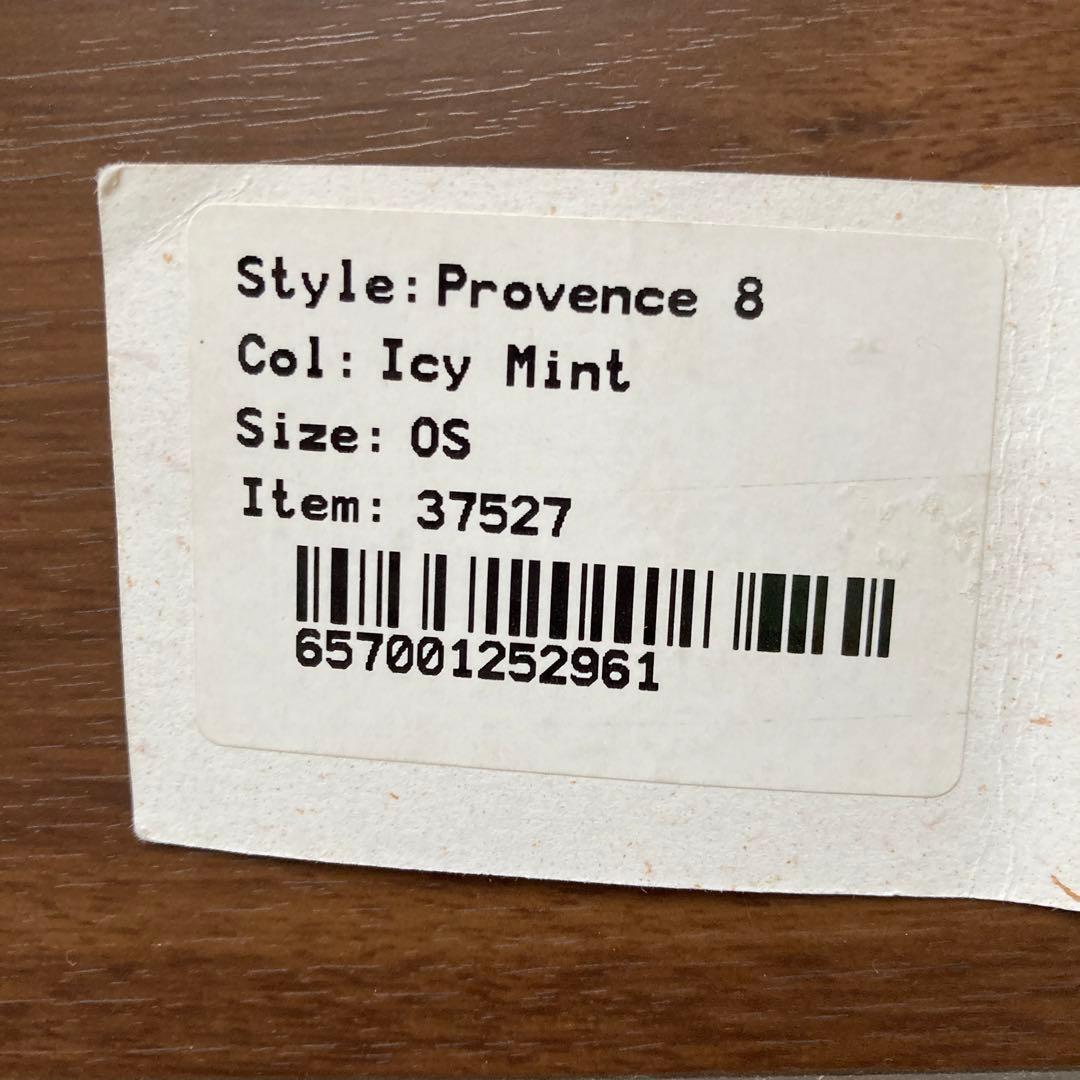 Style: Provence 8
Col: Icy Mint
Size: OS
Item: 37527
657001252961